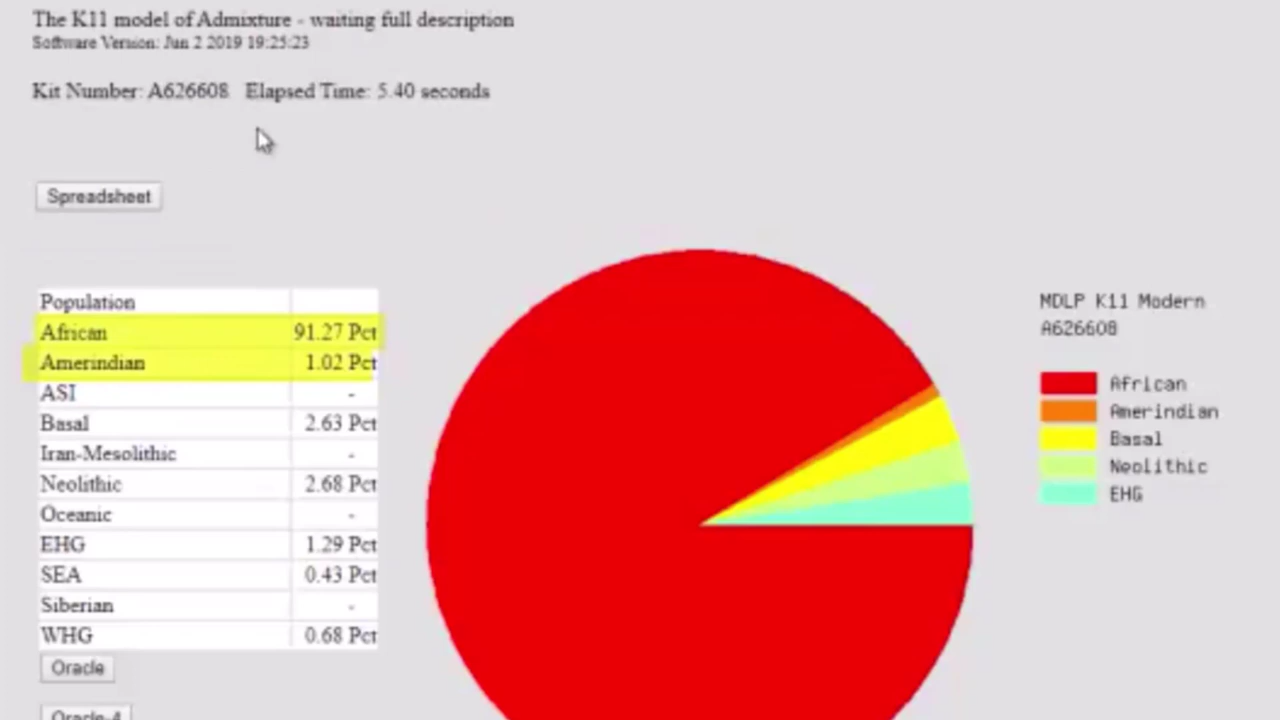 The K11 model of Admixture - waiting full description
Software Version: Jun 2 2019 19:25:23
Kit Number: A626608 Elapsed Time: 5.40 seconds
Spreadsheet
Population
African 91.27 Pct
Amerindian 1.02 Pct
ASI -
Basal 2.63 Pct
Iran-Mesolithic -
Neolithic 2.68 Pct
Oceanic -
EHG 1.29 Pct
SEA 0.43 Pct
Siberian -
WHG 0.68 Pct
Oracle
Oracle-4
MDLP K11 Modern
A626608
African
Amerindian
Basal
Neolithic
EHG